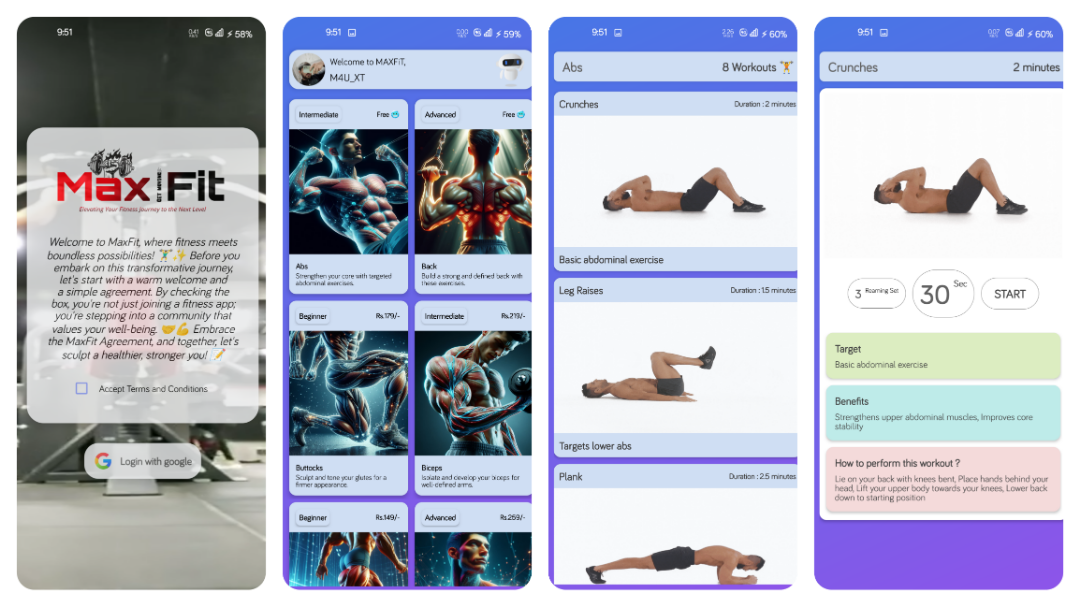 9:51
58%
Max Fit
GET MOVING
Elevating Your Fitness Journey to the Next Level
Welcome to MaxFit, where fitness meets
boundless possibilities! 🏋️✨ Before you
embark on this transformative journey,
let's start with a warm welcome and
a simple agreement. By checking the
box, you're not just joining a fitness app;
you're stepping into a community that
values your well-being. 🤝💪 Embrace
the MaxFit Agreement, and together, let's
sculpt a healthier, stronger you! 📝
Accept Terms and Conditions
Login with google
9:51
59%
Welcome to MAXFiT,
M4U_XT
Intermediate
Free
Abs
Strengthen your core with targeted
abdominal exercises.
Advanced
Free
Back
Build a strong and defined back with
these exercises.
Beginner
Rs.179/-
Buttocks
Sculpt and tone your glutes for a
firmer appearance.
Intermediate
Rs.219/-
Biceps
Isolate and develop your biceps for
well-defined arms.
Beginner
Rs.149/-
Advanced
Rs.259/-
9:51
60%
Abs
8 Workouts 🏋️
Crunches
Duration : 2 minutes
Basic abdominal exercise
Leg Raises
Duration : 1.5 minutes
Targets lower abs
Plank
Duration : 2.5 minutes
9:51
60%
Crunches
2 minutes
3 Reaming Set
30 Sec
START
Target
Basic abdominal exercise
Benefits
Strengthens upper abdominal muscles, Improves core
stability
How to perform this workout ?
Lie on your back with knees bent, Place hands behind your
head, Lift your upper body towards your knees, Lower back
down to starting position